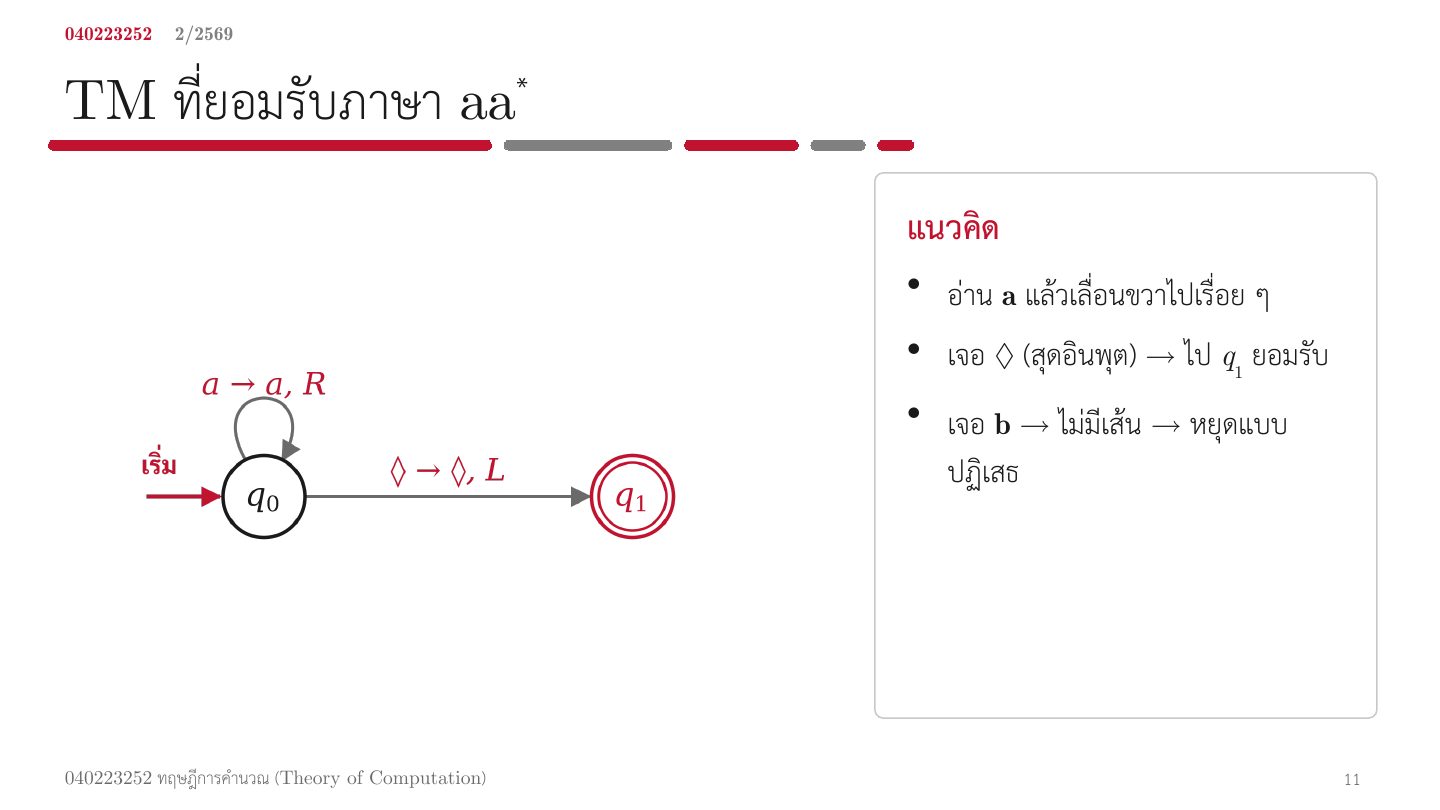 040223252 2/2569
TM ที่ยอมรับภาษา aa*
a → a, R
เริ่ม
◊ → ◊, L
q0
q1
แนวคิด
• อ่าน a แล้วเลื่อนขวาไปเรื่อย ๆ
• เจอ ◊ (สุดอินพุต) → ไป q1 ยอมรับ
• เจอ b → ไม่มีเส้น → หยุดแบบ
ปฏิเสธ
040223252 ทฤษฎีการคำนวณ (Theory of Computation)
11